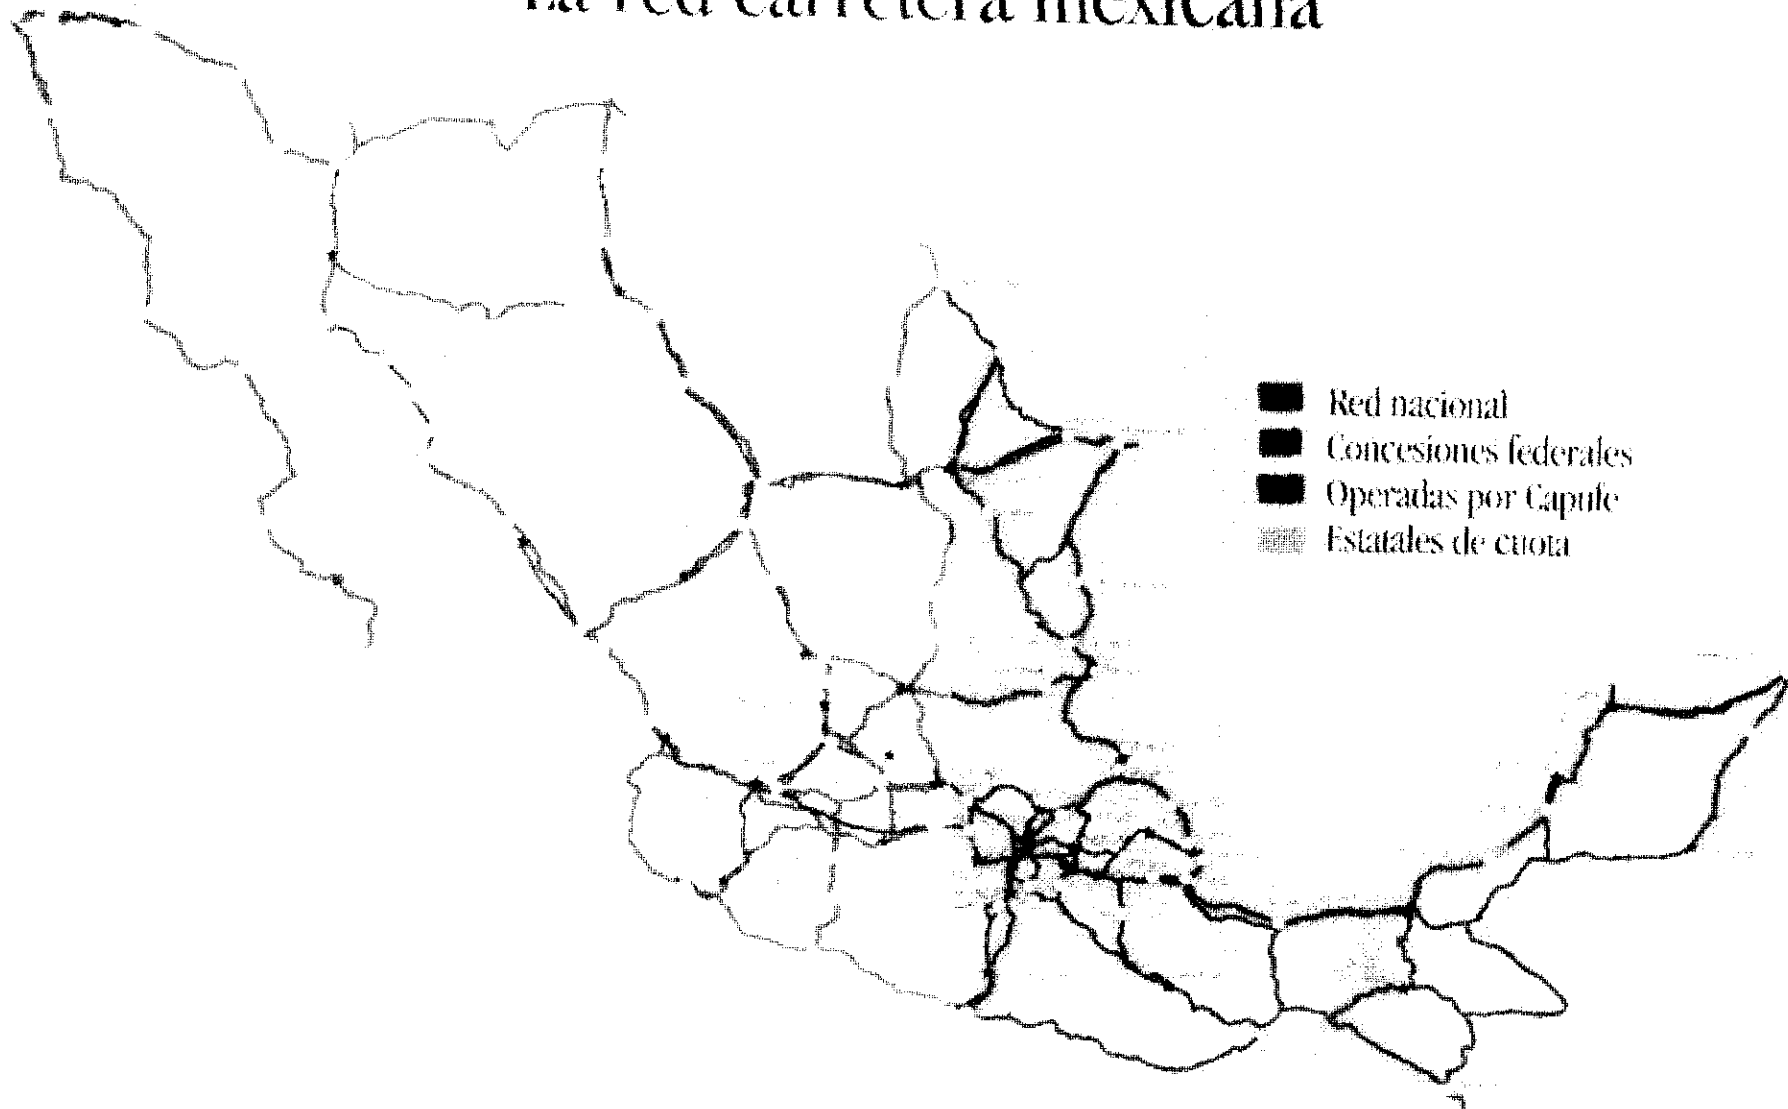 La red carretera mexicana
Red nacional
Concesiones federales
Operadas por Capufe
Estatales de cuota